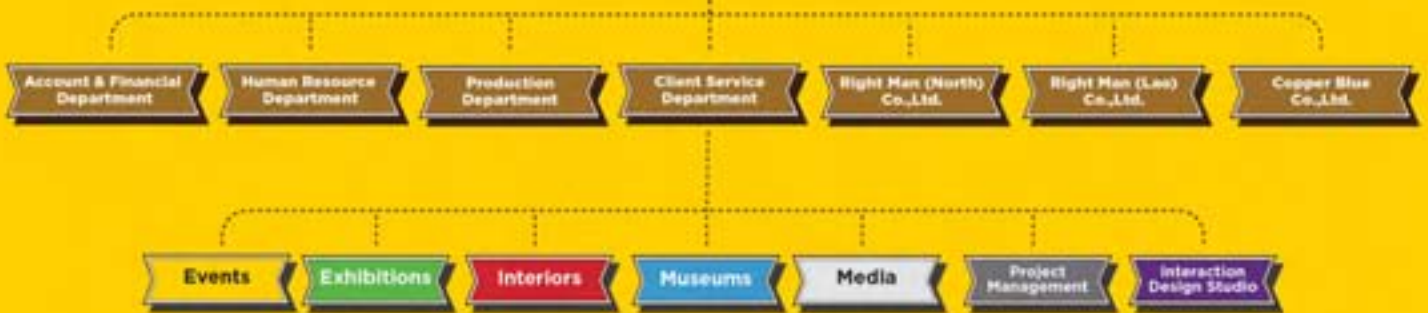 Account & Financial
Department
Human Resource
Department
Production
Department
Client Service
Department
Right Man (North)
Co.,Ltd.
Right Man (Lao)
Co.,Ltd.
Copper Blue
Co.,Ltd.
Events
Exhibitions
Interiors
Museums
Media
Project
Management
Interaction
Design Studio